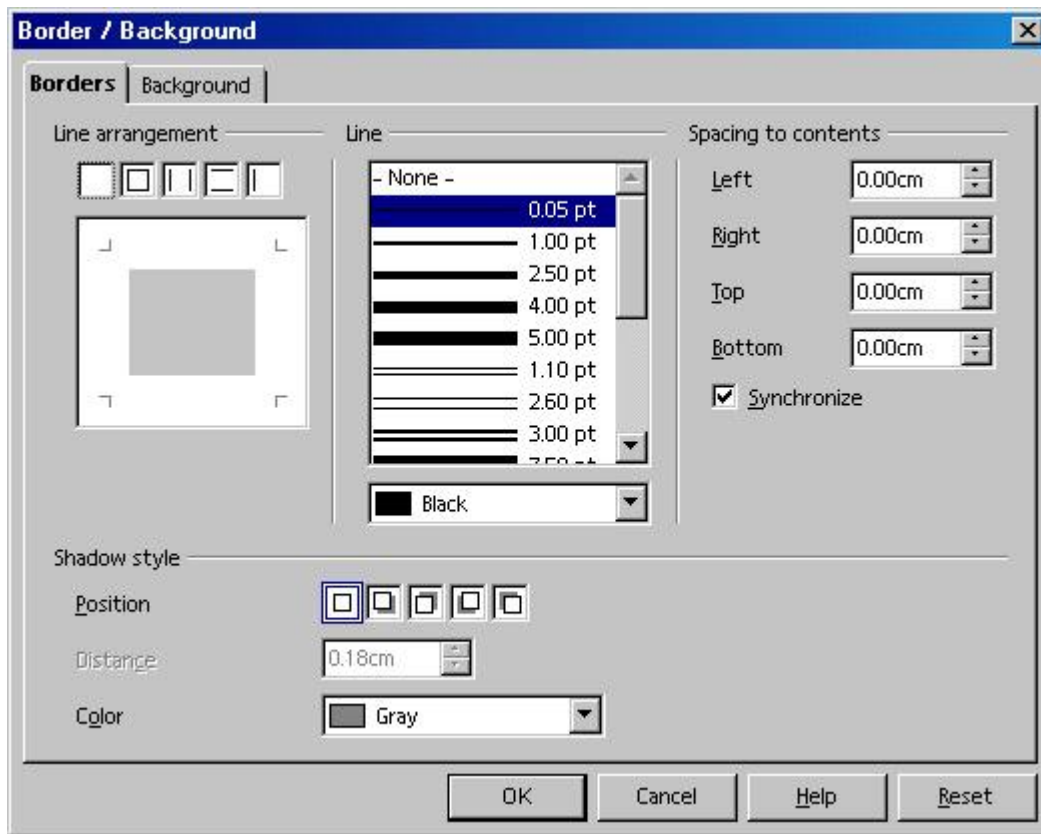 Border / Background
Borders
Background
Line arrangement
Line
Spacing to contents
- None -
0.05 pt
1.00 pt
2.50 pt
4.00 pt
5.00 pt
1.10 pt
2.60 pt
3.00 pt
7.50 pt
Black
Left
0.00cm
Right
0.00cm
Top
0.00cm
Bottom
0.00cm
Synchronize
Shadow style
Position
Distance
0.18cm
Color
Gray
OK
Cancel
Help
Reset